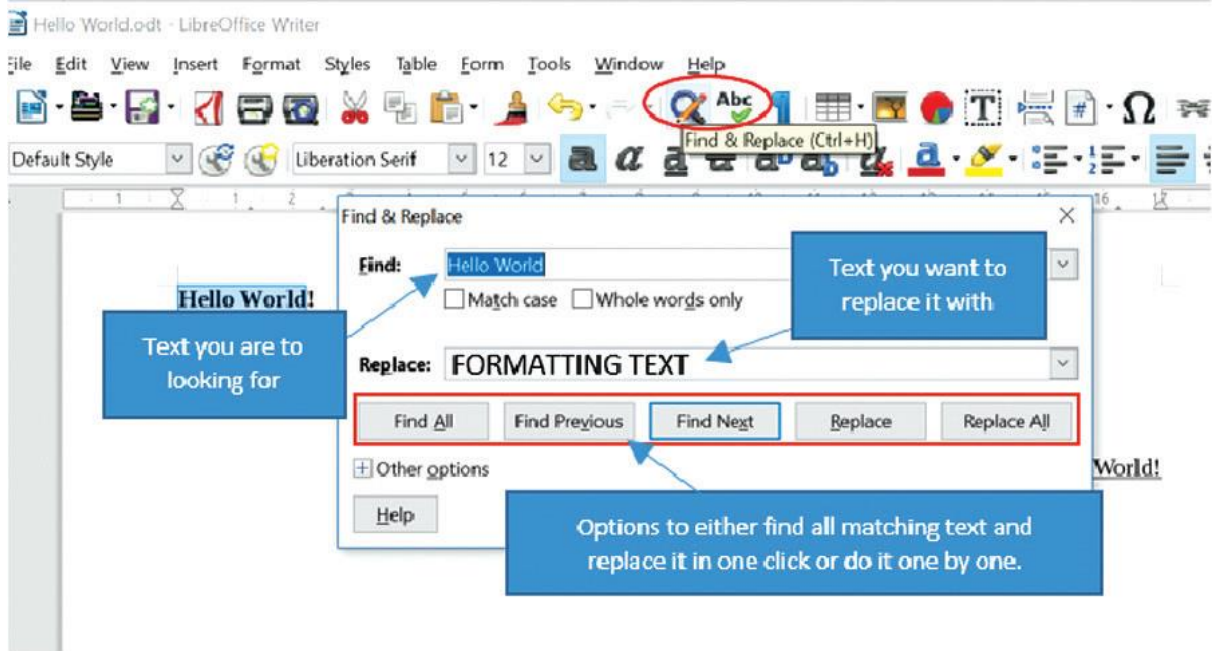 Hello World.odt - LibreOffice Writer
File Edit View Insert Format Styles Table Form Tools Window Help
Abc
T # Ω
Find & Replace (Ctrl+H)
Default Style Liberation Serif 12 a a a
1 1 2 16
Find & Replace
Find: Hello World
Text you want to
replace it with
Match case Whole words only
Hello World!
Text you are to
looking for
Replace: FORMATTING TEXT
Find All Find Previous Find Next Replace Replace All
Other options
World!
Help
Options to either find all matching text and
replace it in one click or do it one by one.